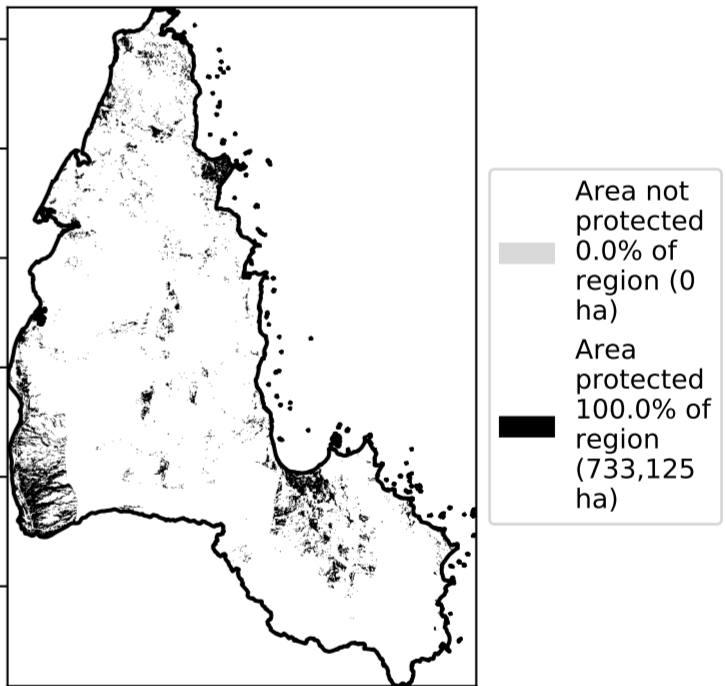 Area not
protected
0.0% of
region (0
ha)
Area
protected
100.0% of
region
(733,125
ha)